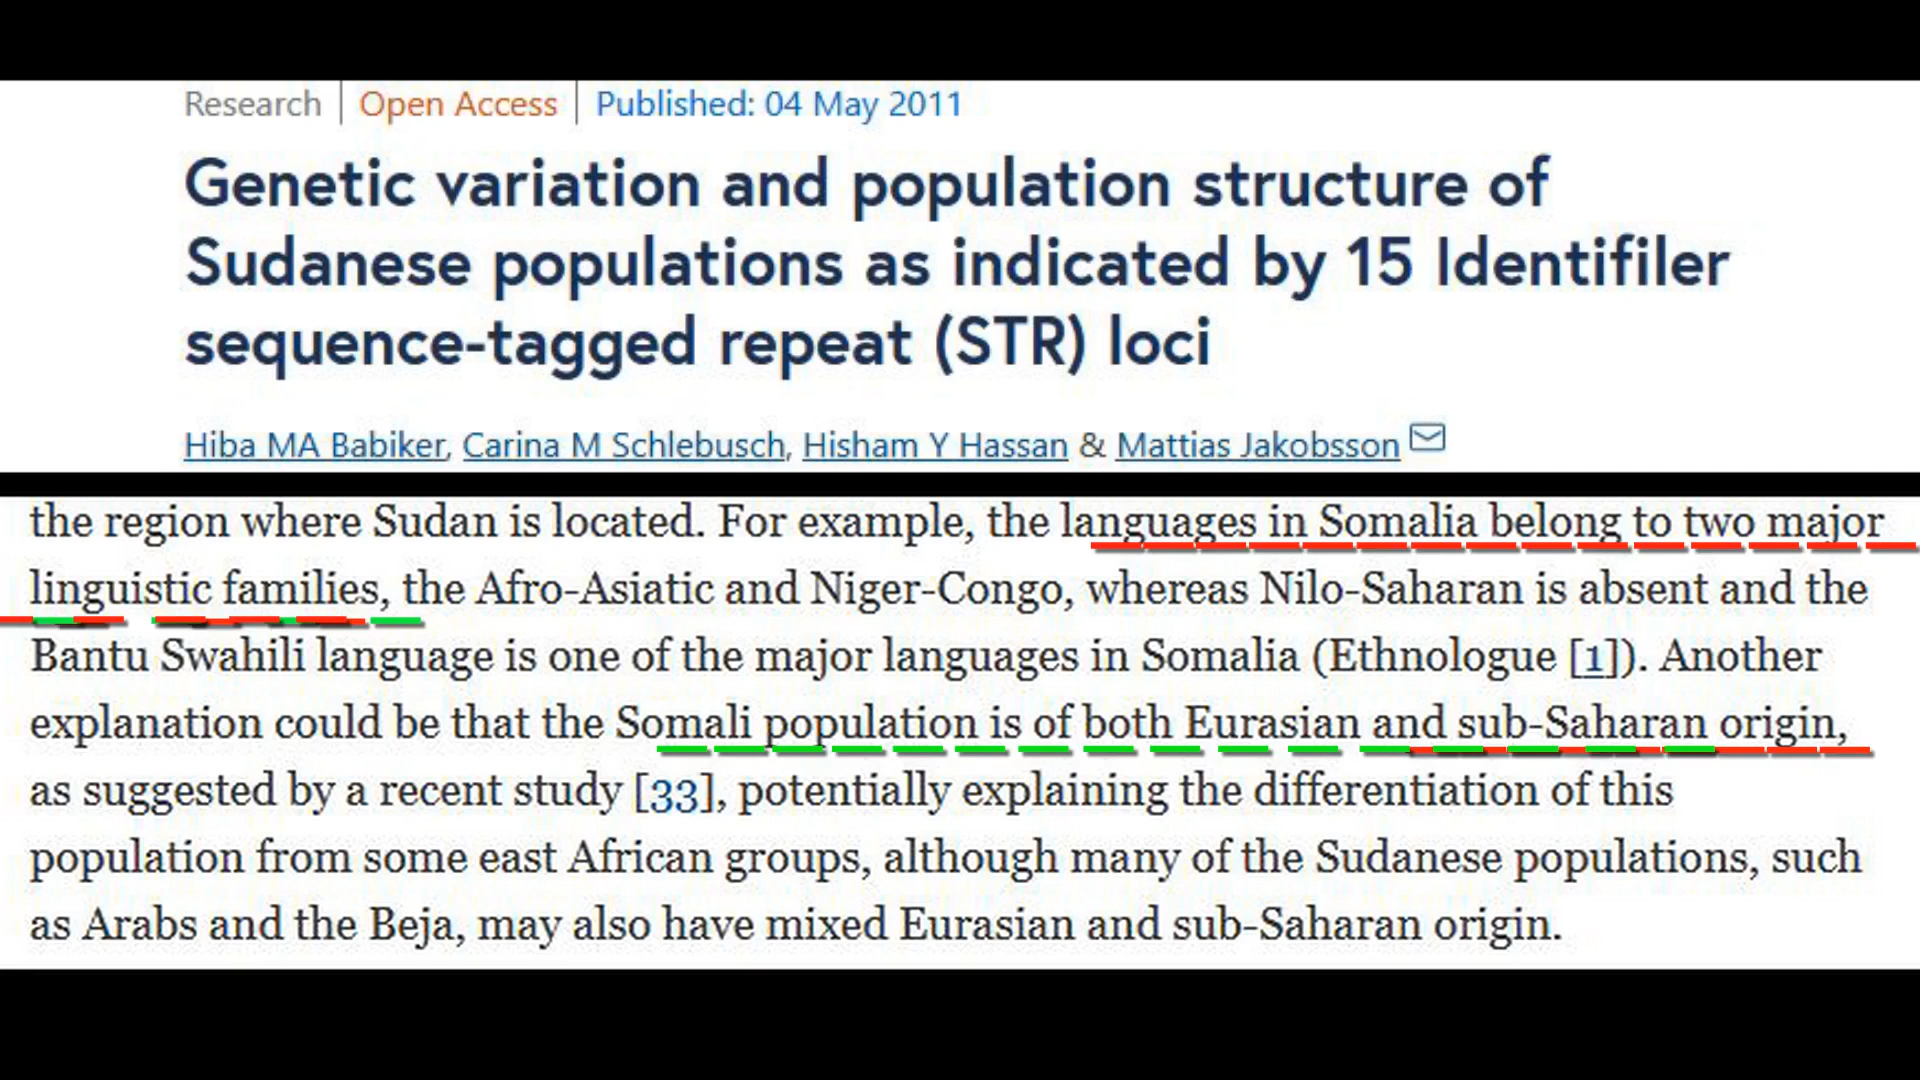 Research | Open Access | Published: 04 May 2011
Genetic variation and population structure of
Sudanese populations as indicated by 15 Identifiler
sequence-tagged repeat (STR) loci
Hiba MA Babiker, Carina M Schlebusch, Hisham Y Hassan & Mattias Jakobsson
the region where Sudan is located. For example, the languages in Somalia belong to two major
linguistic families, the Afro-Asiatic and Niger-Congo, whereas Nilo-Saharan is absent and the
Bantu Swahili language is one of the major languages in Somalia (Ethnologue [1]). Another
explanation could be that the Somali population is of both Eurasian and sub-Saharan origin,
as suggested by a recent study [33], potentially explaining the differentiation of this
population from some east African groups, although many of the Sudanese populations, such
as Arabs and the Beja, may also have mixed Eurasian and sub-Saharan origin.